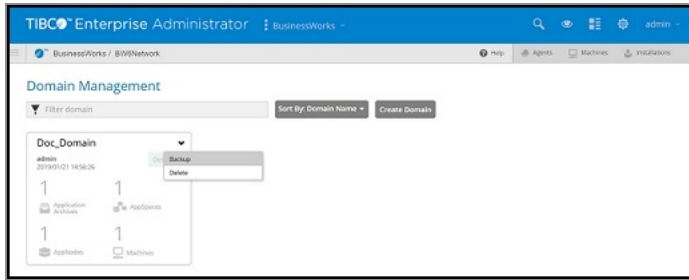 TIBCO Enterprise Administrator BusinessWorks admin
BusinessWorks / BW6Network Help Agents Machines Installations
Domain Management
Filter domain Sort By: Domain Name Create Domain
Doc_Domain
admin
2019/01/21 14:56:26
Backup
Delete
1 1
Application Archives AppSpaces
1 1
AppNodes Machines